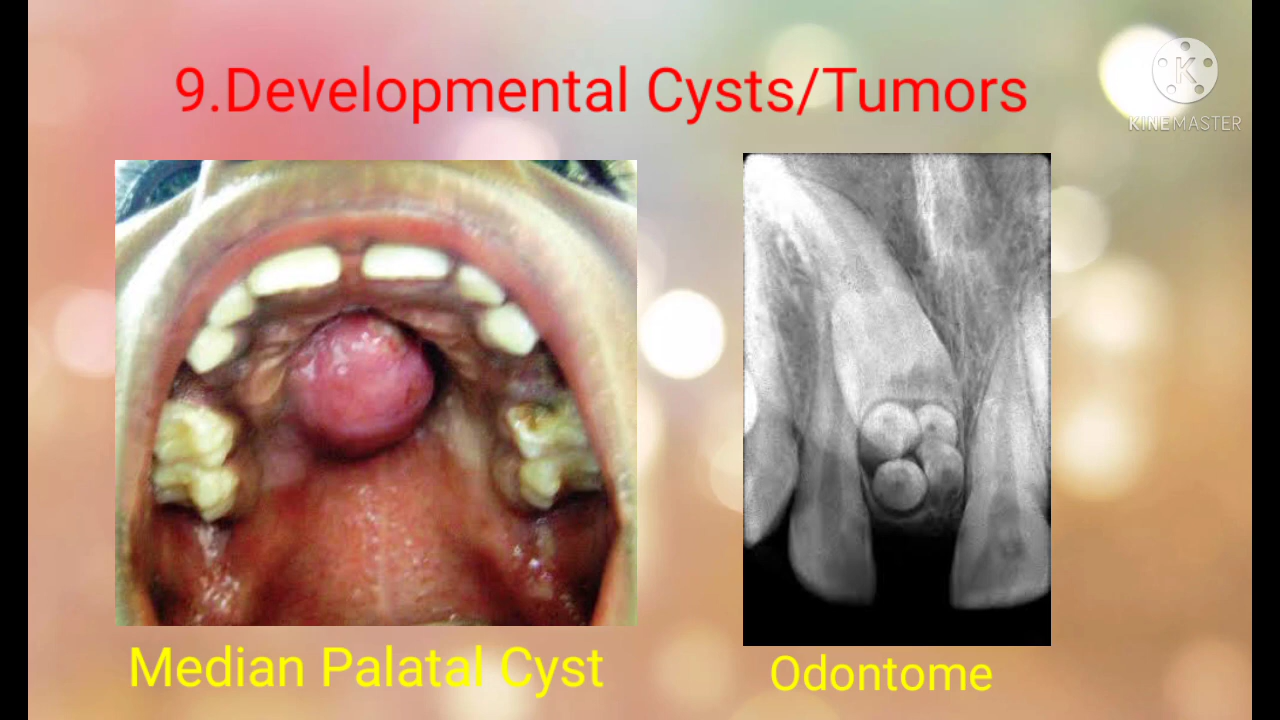 9.Developmental Cysts/Tumors
K
KINEMASTER
Median Palatal Cyst
Odontome